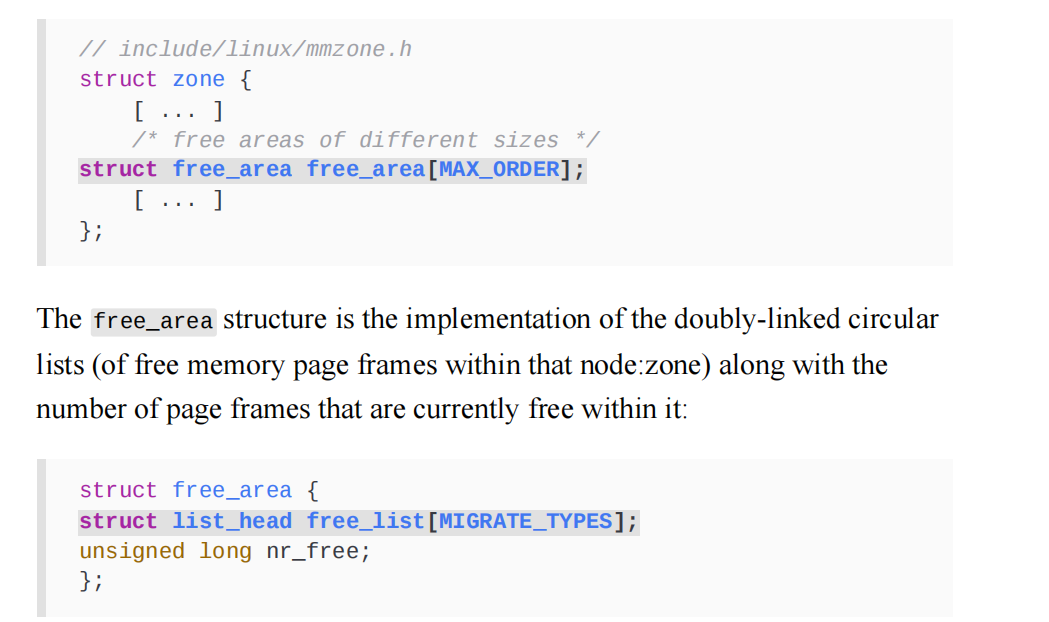 // include/linux/mmzone.h
struct zone {
    [ ... ]
    /* free areas of different sizes */
struct free_area free_area[MAX_ORDER];
    [ ... ]
};
The free_area structure is the implementation of the doubly-linked circular
lists (of free memory page frames within that node:zone) along with the
number of page frames that are currently free within it:
struct free_area {
struct list_head free_list[MIGRATE_TYPES];
unsigned long nr_free;
};